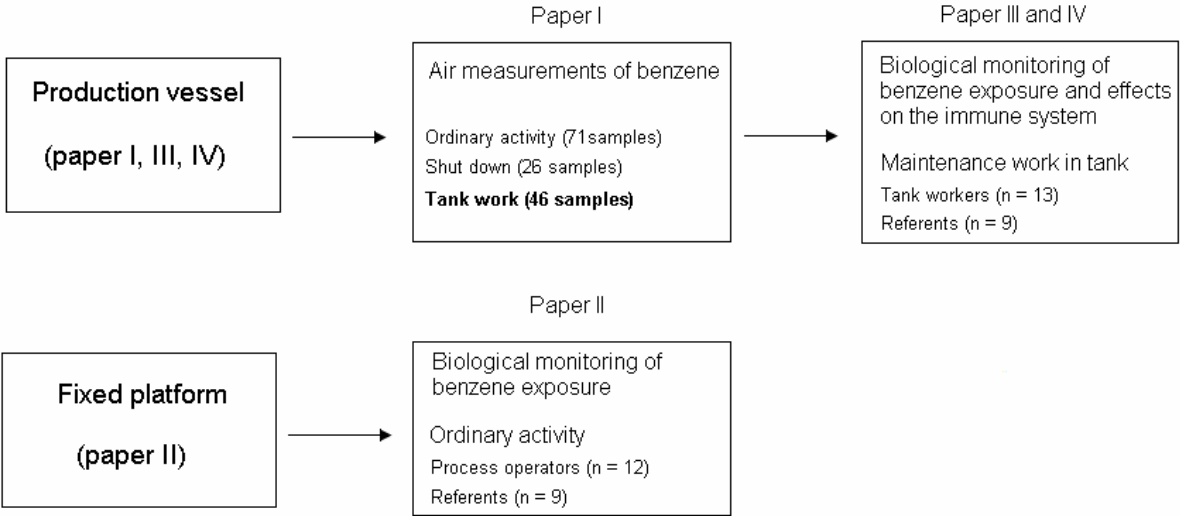 Paper I
Paper III and IV
Production vessel
(paper I, III, IV)
Air measurements of benzene
Ordinary activity (71samples)
Shut down (26 samples)
Tank work (46 samples)
Biological monitoring of
benzene exposure and effects
on the immune system
Maintenance work in tank
Tank workers (n = 13)
Referents (n = 9)
Paper II
Fixed platform
(paper II)
Biological monitoring of
benzene exposure
Ordinary activity
Process operators (n = 12)
Referents (n = 9)